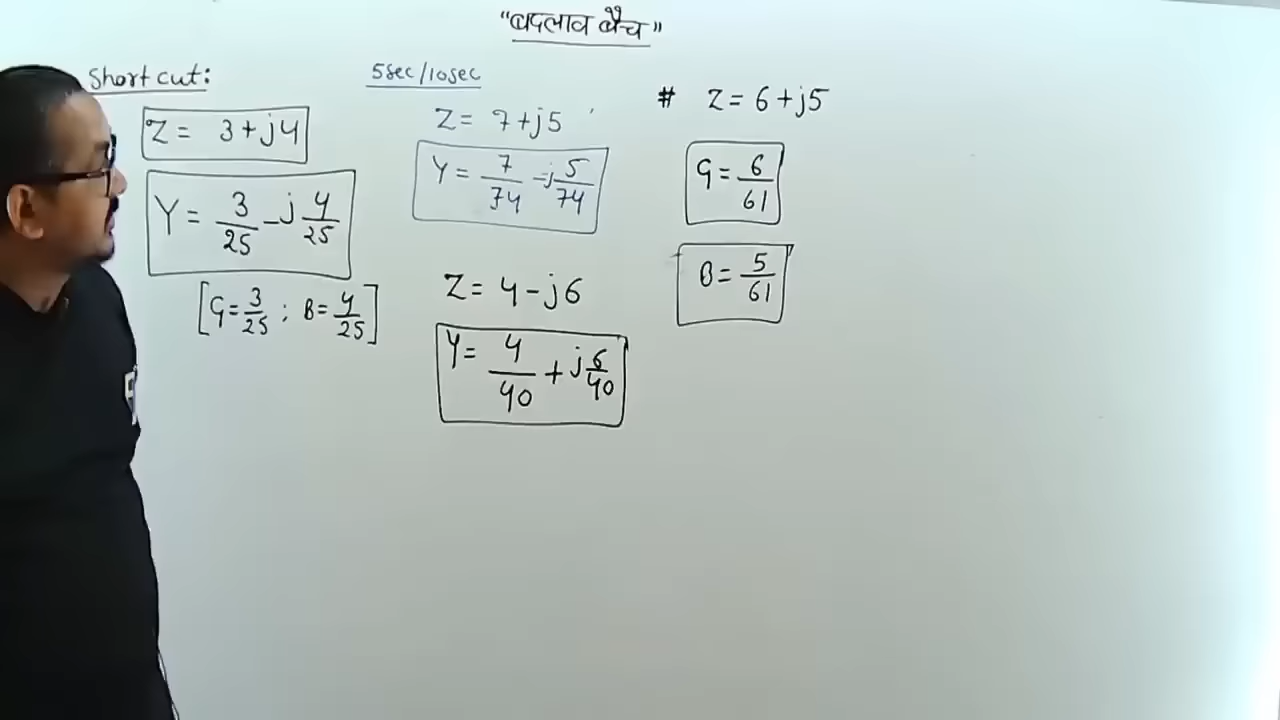 "बदलाव बैच"
Short cut:
Z = 3+j4
Y = 3/25 - j 4/25
[G = 3/25 ; B = 4/25]
5sec/10sec
Z = 7+j5
Y = 7/74 - j 5/74
Z = 4-j6
Y = 4/40 + j 6/40
# Z = 6+j5
G = 6/61
B = 5/61